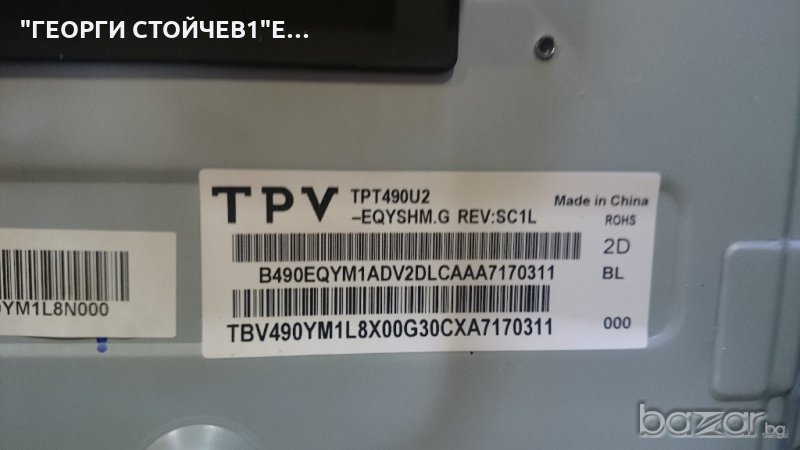 "ГЕОРГИ СТОЙЧЕВ1"Е...
TPV
TPT490U2
-EQYSHM.G REV:SC1L
Made in China
ROHS
2D
B490EQYM1ADV2DLCAAA7170311
BL
TBV490YM1L8X00G30CXA7170311
000
YM1L8N000
bazar.bg